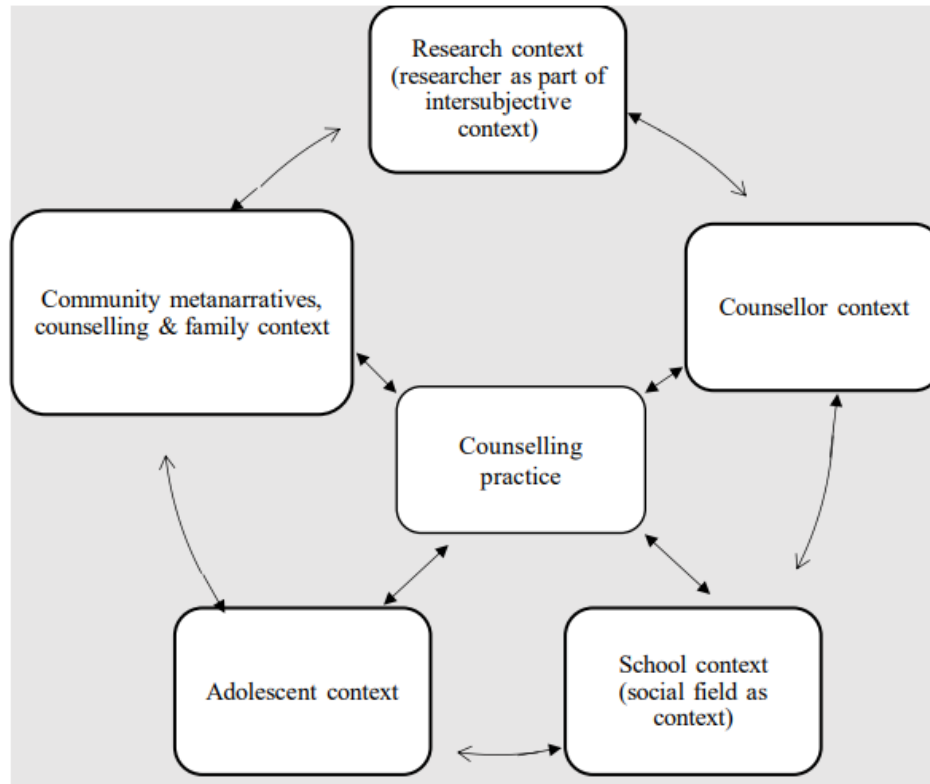 Research context
(researcher as part of
intersubjective
context)
Community metanarratives,
counselling & family context
Counsellor context
Counselling
practice
Adolescent context
School context
(social field as
context)